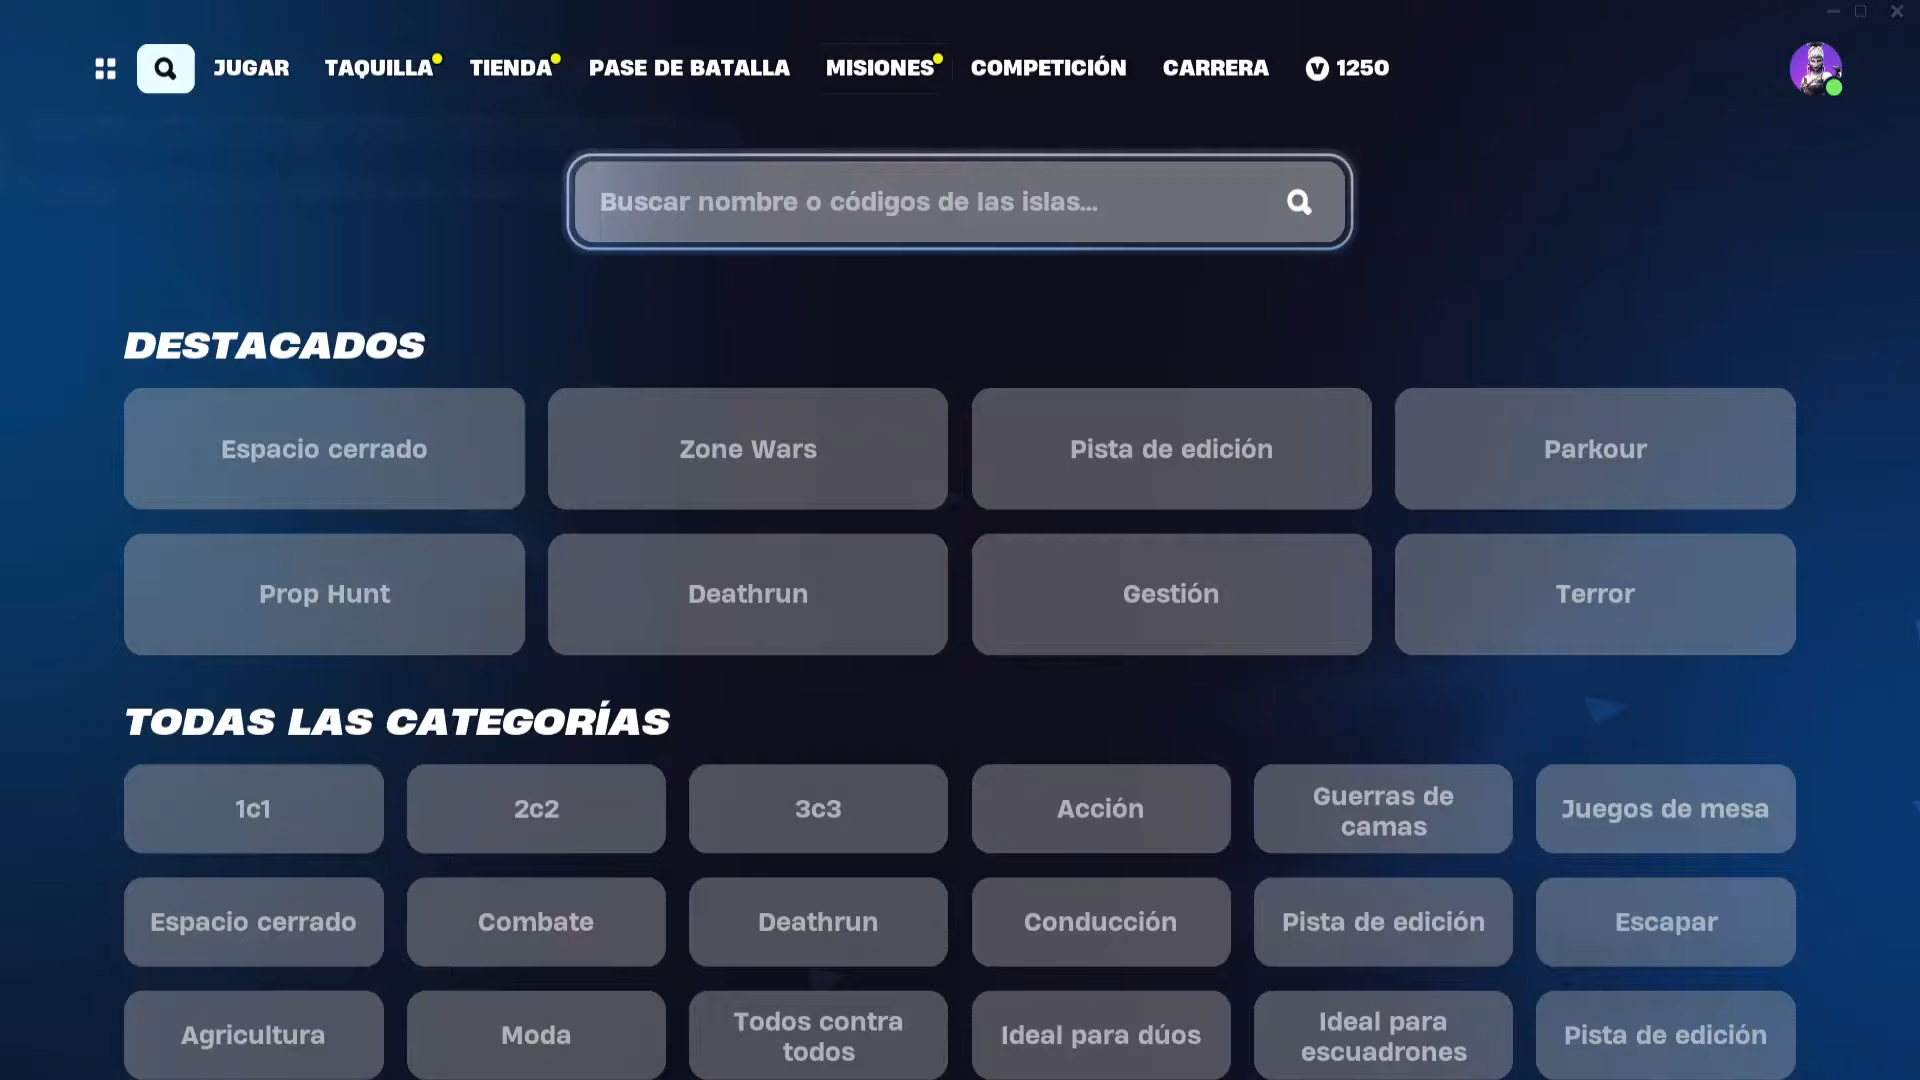 JUGAR TAQUILLA TIENDA PASE DE BATALLA MISIONES COMPETICIÓN CARRERA V 1250
Buscar nombre o códigos de las islas...
DESTACADOS
Espacio cerrado Zone Wars Pista de edición Parkour
Prop Hunt Deathrun Gestión Terror
TODAS LAS CATEGORÍAS
1c1 2c2 3c3 Acción Guerras de camas Juegos de mesa
Espacio cerrado Combate Deathrun Conducción Pista de edición Escapar
Agricultura Moda Todos contra todos Ideal para dúos Ideal para escuadrones Pista de edición